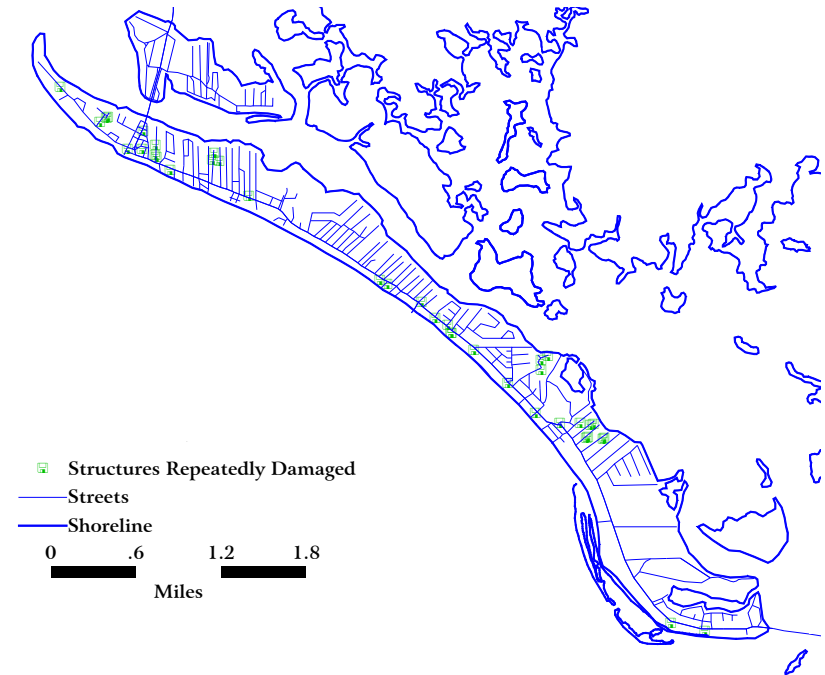 Structures Repeatedly Damaged
Streets
Shoreline
0 .6 1.2 1.8
Miles